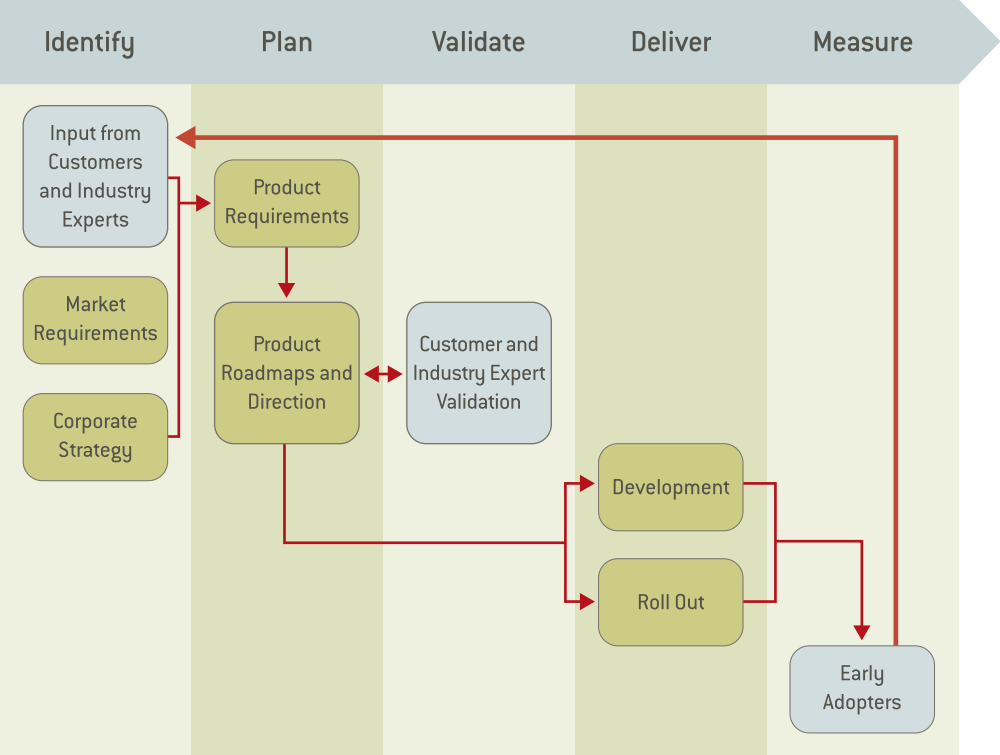 Identify
Plan
Validate
Deliver
Measure
Input from
Customers
and Industry
Experts
Market
Requirements
Corporate
Strategy
Product
Requirements
Product
Roadmaps and
Direction
Customer and
Industry Expert
Validation
Development
Roll Out
Early
Adopters